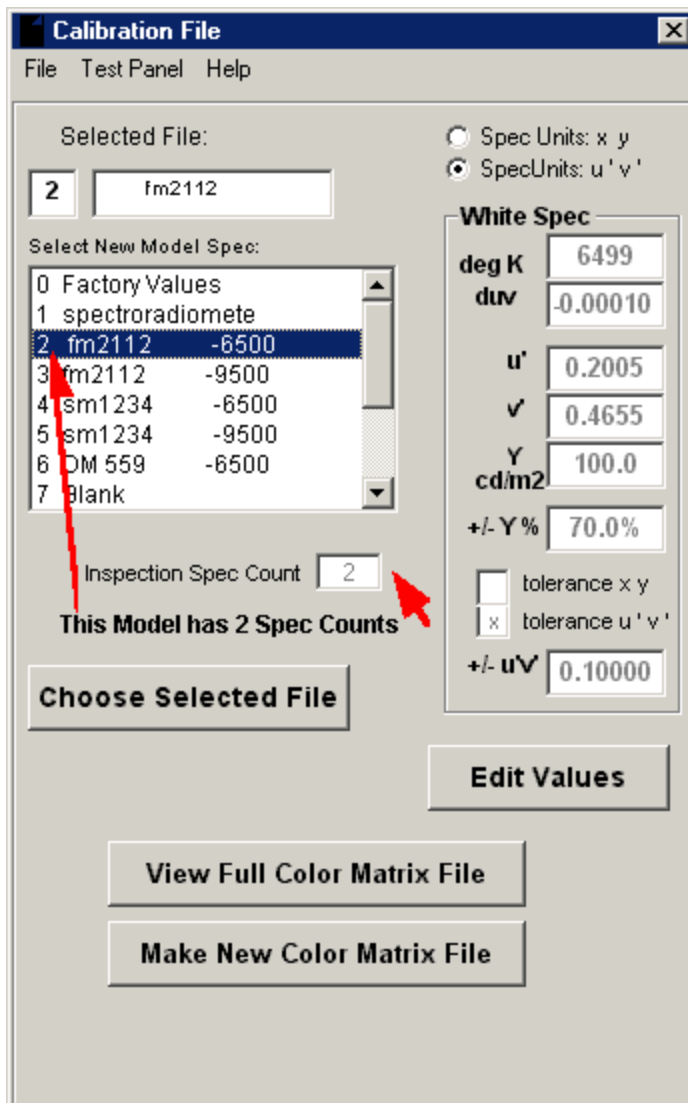 Calibration File
File Test Panel Help
Selected File:
2 fm2112
Select New Model Spec:
0 Factory Values
1 spectroradiomete
2 fm2112 -6500
3 fm2112 -9500
4 sm1234 -6500
5 sm1234 -9500
6 DM 559 -6500
7 Blank
Inspection Spec Count 2
This Model has 2 Spec Counts
Choose Selected File
Spec Units: x y
SpecUnits: u ' v '
White Spec
deg K 6499
duv -0.00010
u' 0.2005
v' 0.4655
Y cd/m2 100.0
+/- Y % 70.0%
tolerance x y
x tolerance u ' v '
+/- u'v' 0.10000
Edit Values
View Full Color Matrix File
Make New Color Matrix File